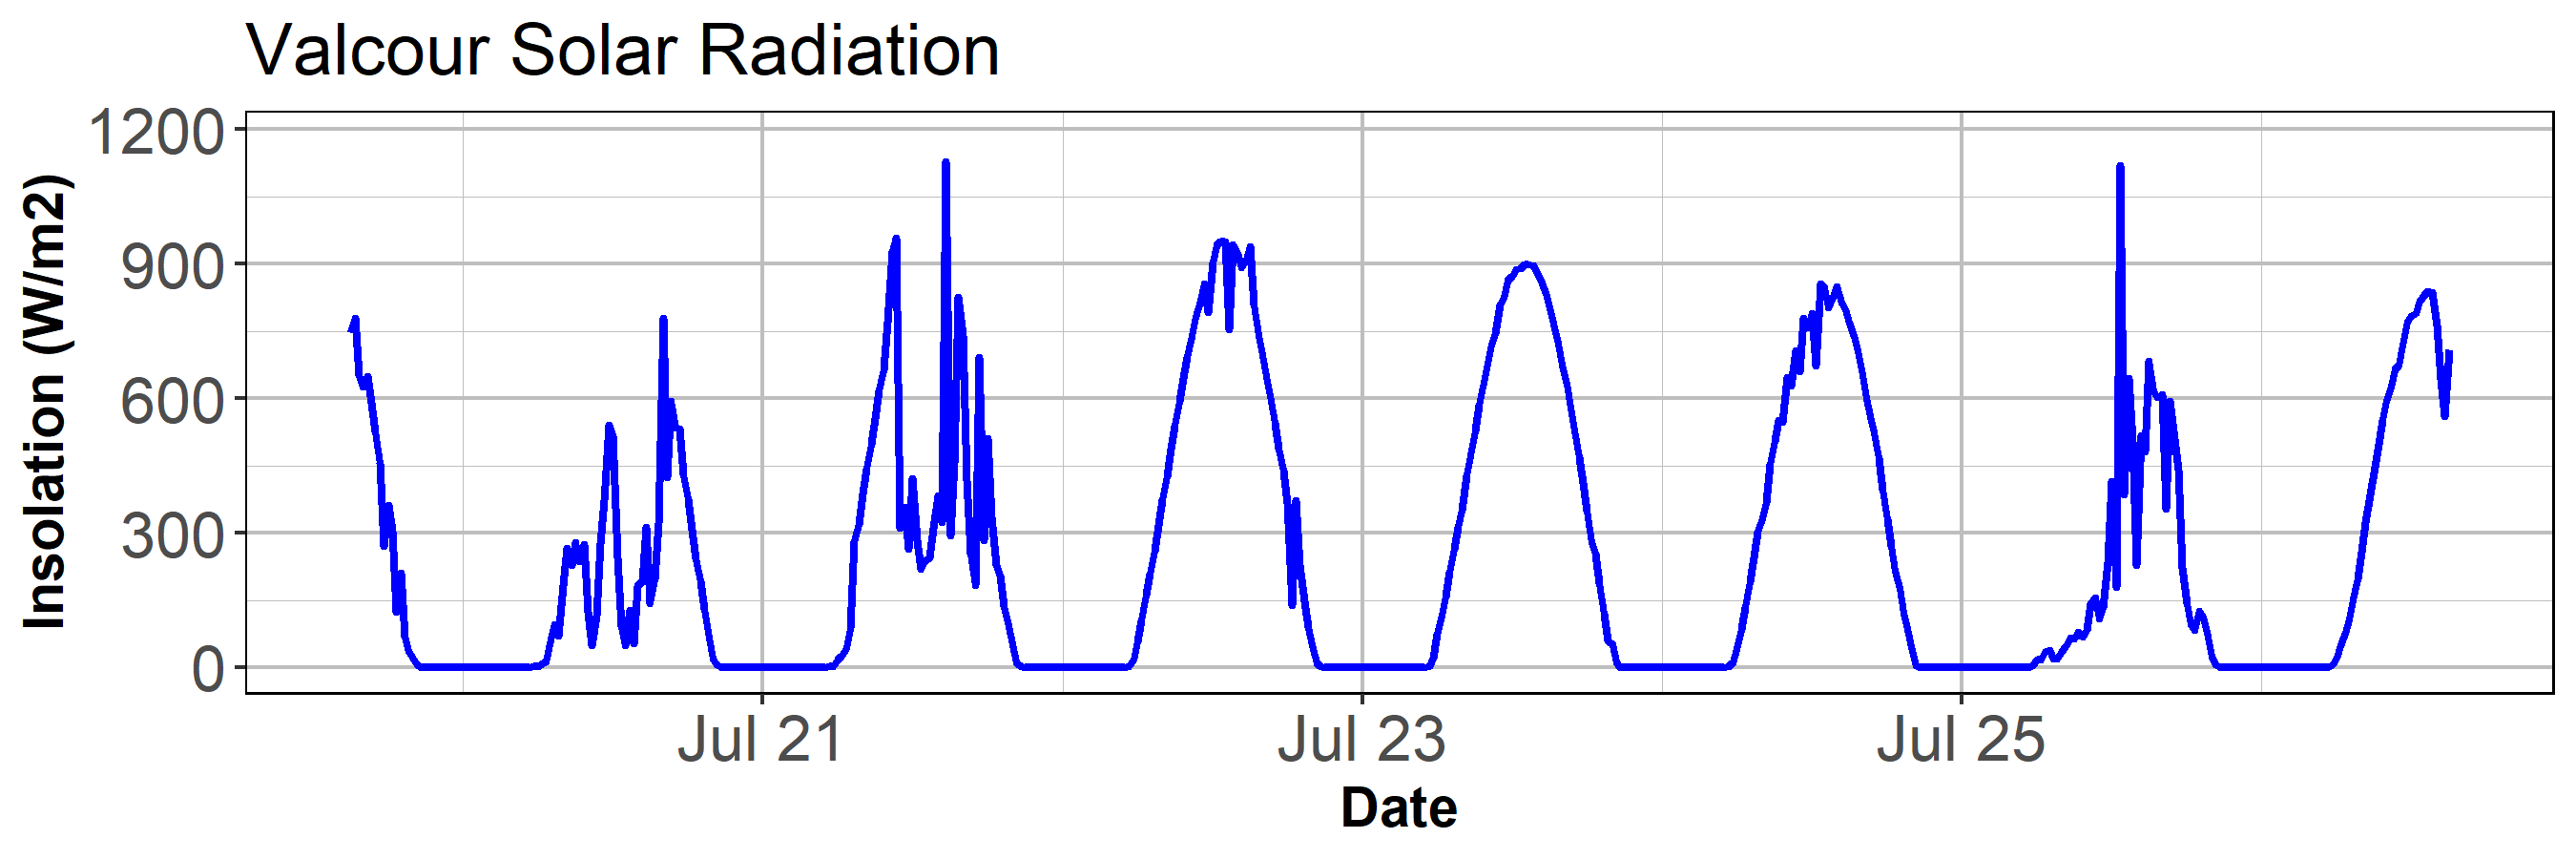 Valcour Solar Radiation
1200
900
600
300
0
Insolation (W/m2)
Jul 21
Jul 23
Jul 25
Date